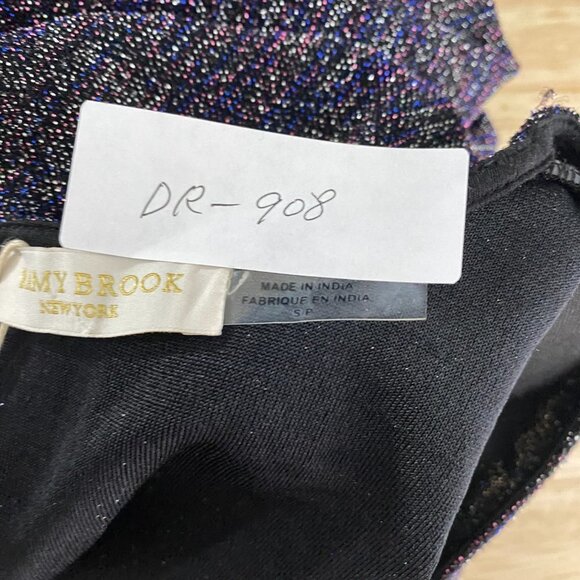 DR-908
AMY BROOK
NEW YORK
MADE IN INDIA
FABRIQUE EN INDIA
S P